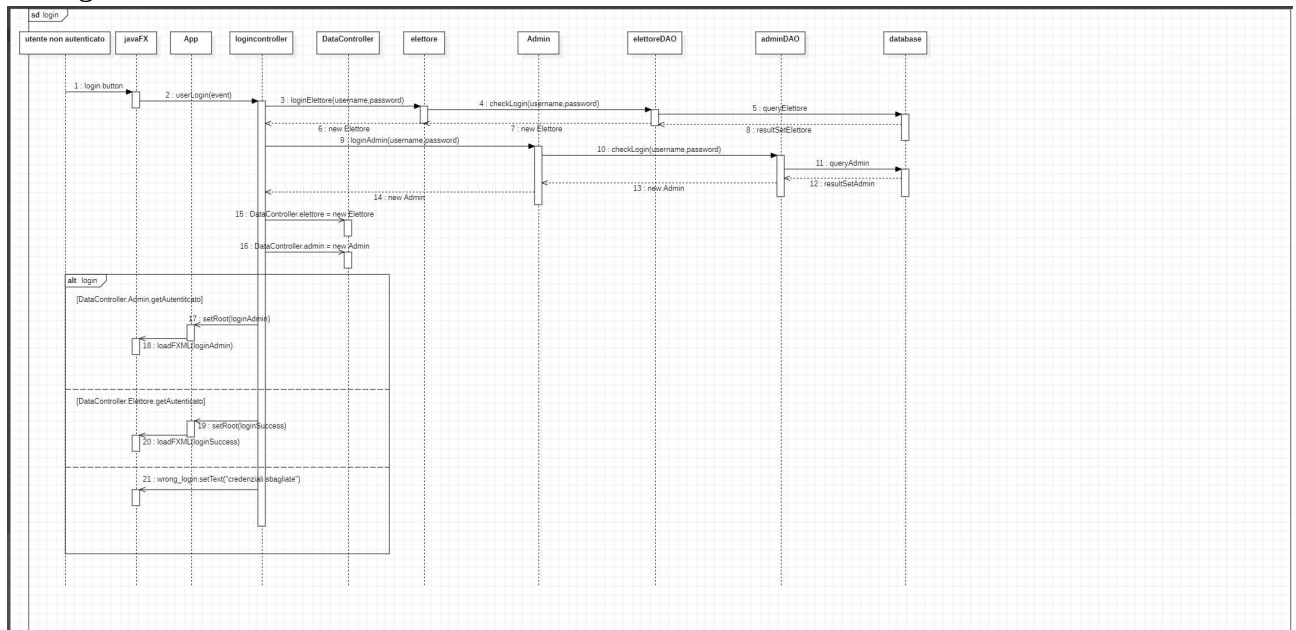 sd login
utente non autenticato
javaFX
App
logincontroller
DataController
elettore
Admin
elettoreDAO
adminDAO
database
1 : login button
2 : userLogin(event)
3 : loginElettore(username,password)
4 : checkLogin(username,password)
5 : queryElettore
6 : new Elettore
7 : new Elettore
8 : resultSetElettore
9 : loginAdmin(username,password)
10 : checkLogin(username,password)
11 : queryAdmin
12 : resultSetAdmin
13 : new Admin
14 : new Admin
15 : DataController.elettore = new Elettore
16 : DataController.admin = new Admin
alt login
[DataController.Admin.getAutenticato]
17 : setRoot(loginAdmin)
18 : loadFXML(loginAdmin)
[DataController.Elettore.getAutenticato]
19 : setRoot(loginSuccess)
20 : loadFXML(loginSuccess)
21 : wrong_login.setText("credenziali sbagliate")